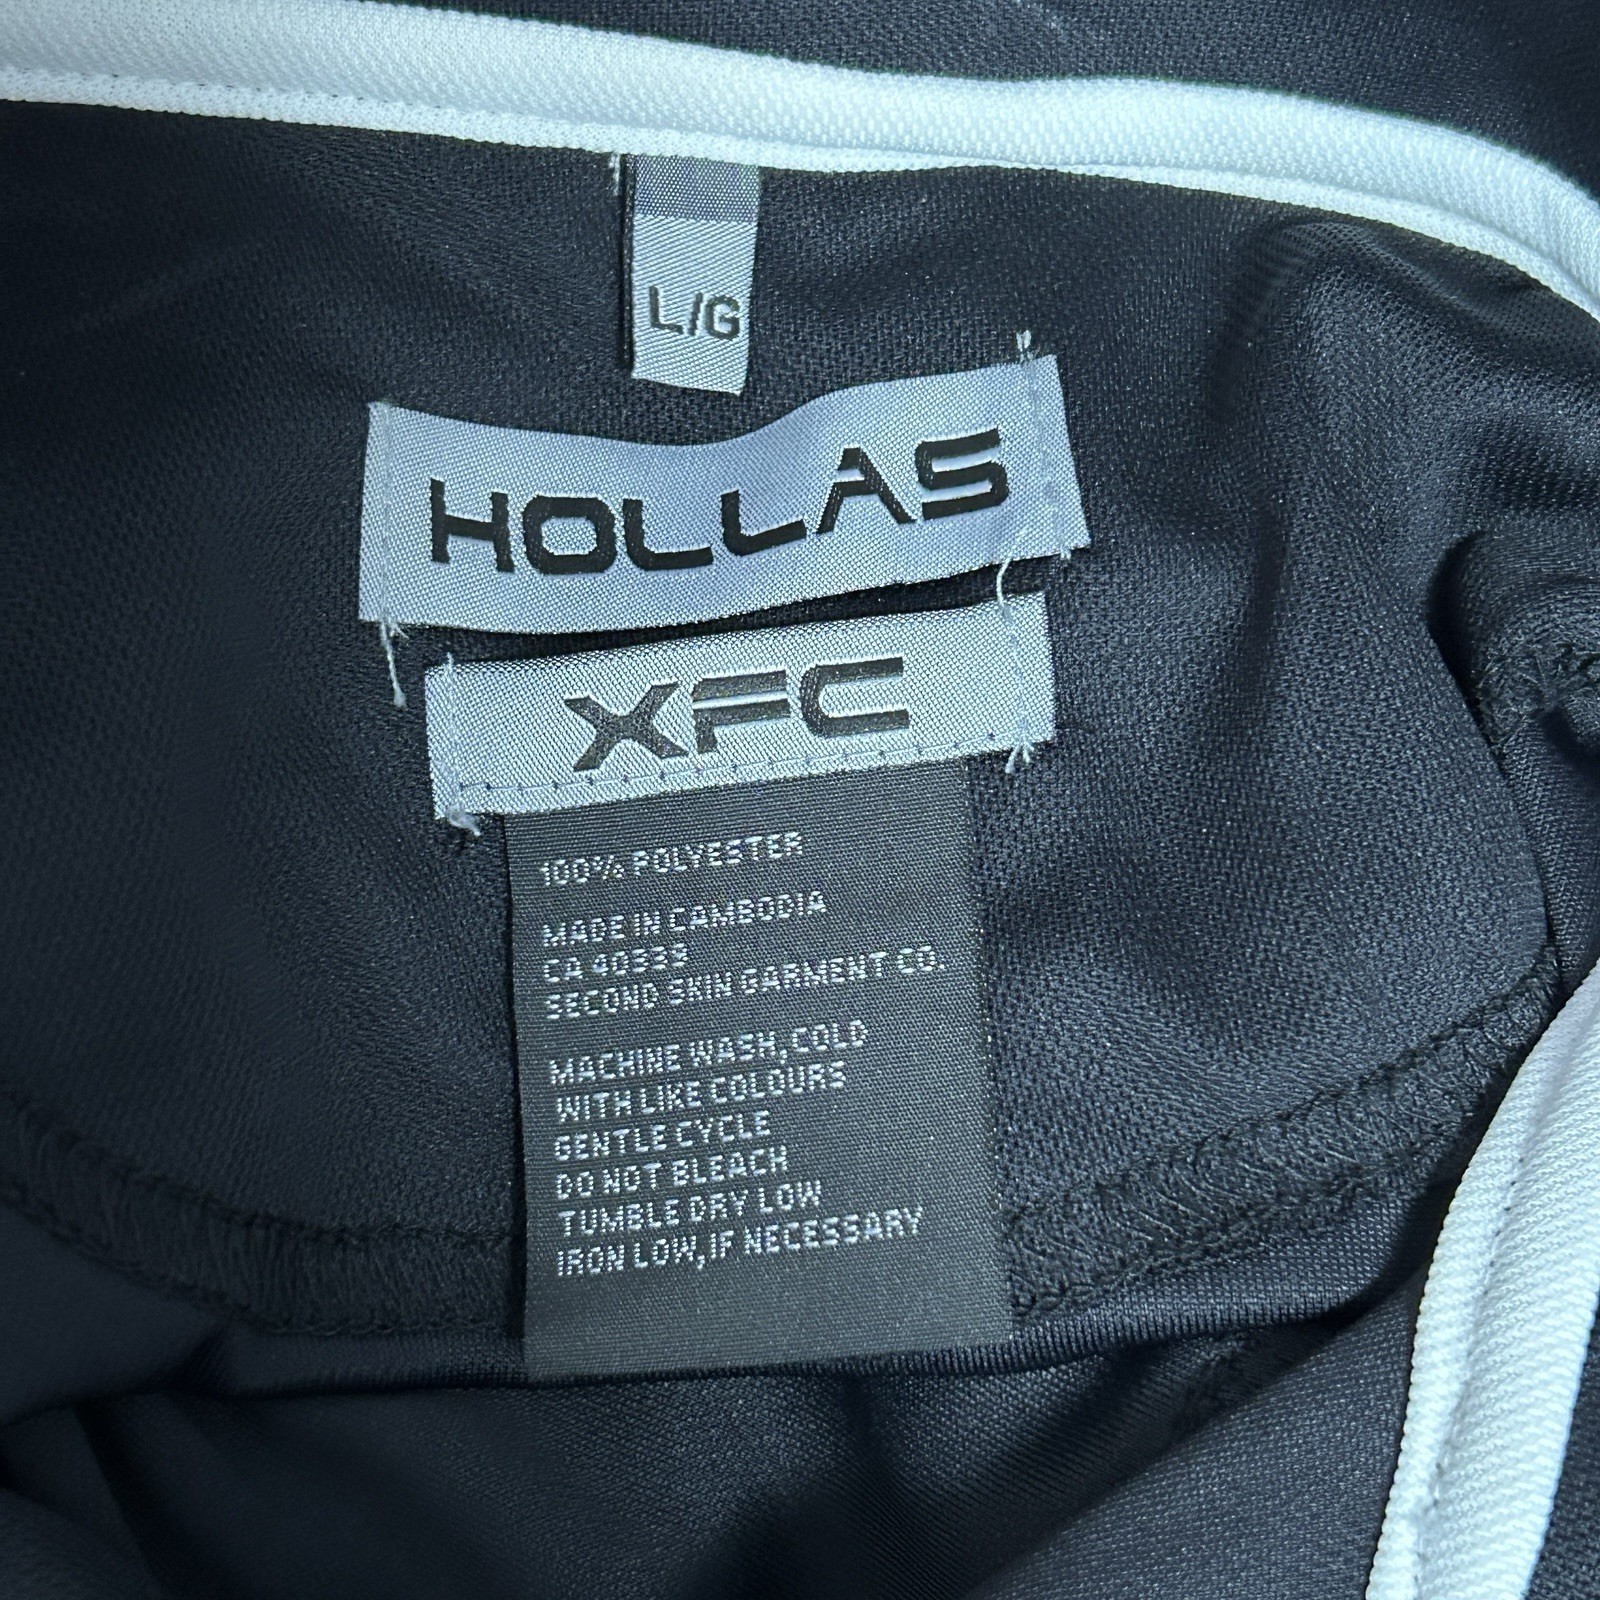 L/G
HOLLAS
XFC
100% POLYESTER
MADE IN CAMBODIA
CA 40339
SECOND SKIN GARMENT CO.
MACHINE WASH, COLD
WITH LIKE COLOURS
GENTLE CYCLE
DO NOT BLEACH
TUMBLE DRY LOW
IRON LOW, IF NECESSARY